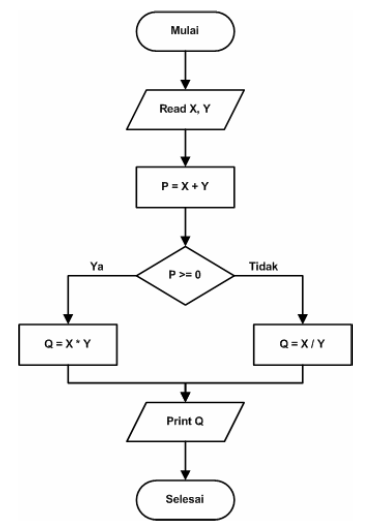 Mulai
Read X, Y
P = X + Y
P >= 0
Ya
Tidak
Q = X * Y
Q = X / Y
Print Q
Selesai